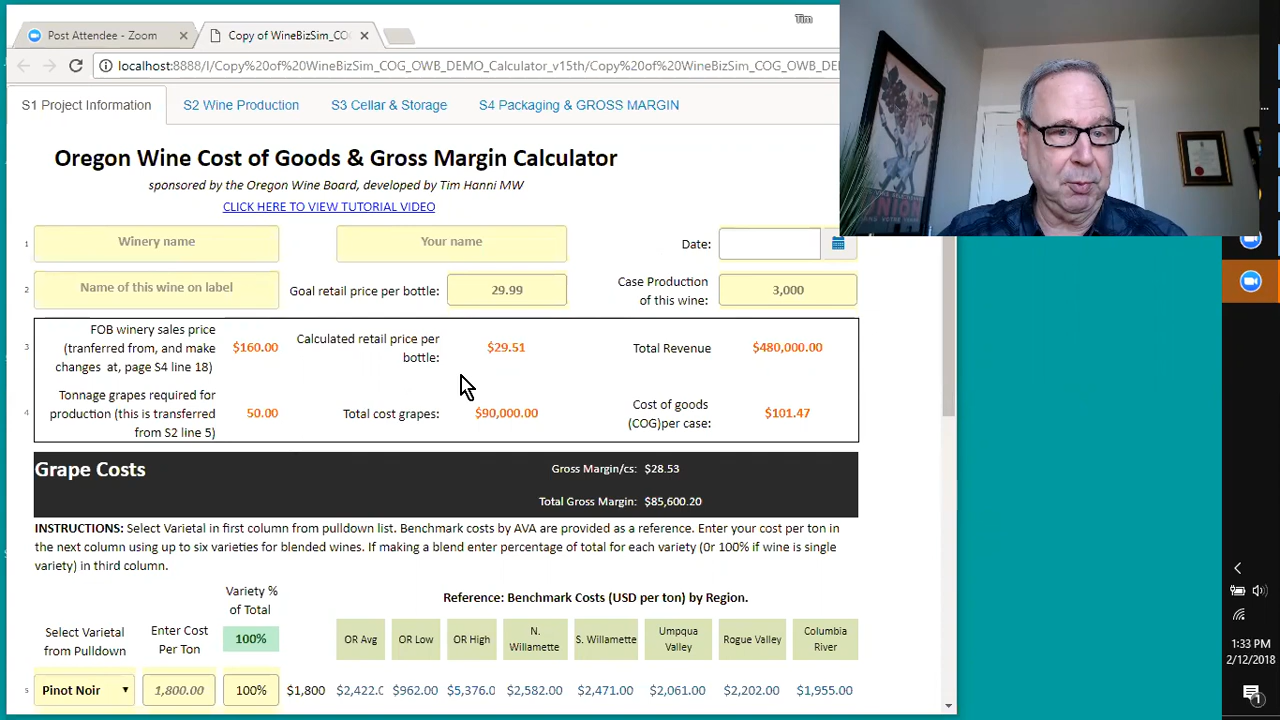 Tim
Post Attendee - Zoom
Copy of WineBizSim_CO
localhost:8888/I/Copy%20of%20WineBizSim_COG_OWB_DEMO_Calculator_v15th/Copy%20of%20WineBizSim_COG_OWB_DE
S1 Project Information S2 Wine Production S3 Cellar & Storage S4 Packaging & GROSS MARGIN
Oregon Wine Cost of Goods & Gross Margin Calculator
sponsored by the Oregon Wine Board, developed by Tim Hanni MW
CLICK HERE TO VIEW TUTORIAL VIDEO
1 Winery name Your name Date:
2 Name of this wine on label Goal retail price per bottle: 29.99 Case Production
of this wine: 3,000
FOB winery sales price
(tranferred from, and make
changes at, page S4 line 18)
3 $160.00 Calculated retail price per
bottle: $29.51 Total Revenue $480,000.00
Tonnage grapes required for
production (this is transferred
from S2 line 5)
4 50.00 Total cost grapes: $90,000.00 Cost of goods
(COG)per case: $101.47
Grape Costs Gross Margin/cs: $28.53
Total Gross Margin: $85,600.20
INSTRUCTIONS: Select Varietal in first column from pulldown list. Benchmark costs by AVA are provided as a reference. Enter your cost per ton in
the next column using up to six varieties for blended wines. If making a blend enter percentage of total for each variety (0r 100% if wine is single
variety) in third column.
Variety %
of Total
Reference: Benchmark Costs (USD per ton) by Region.
Select Varietal
from Pulldown
Enter Cost
Per Ton
100% OR Avg OR Low OR High N.
Willamette S. Willamette Umpqua
Valley Rogue Valley Columbia
River
5 Pinot Noir 1,800.00 100% $1,800 $2,422.0 $962.00 $5,376.0 $2,582.00 $2,471.00 $2,061.00 $2,202.00 $1,955.00
1:33 PM
2/12/2018
1